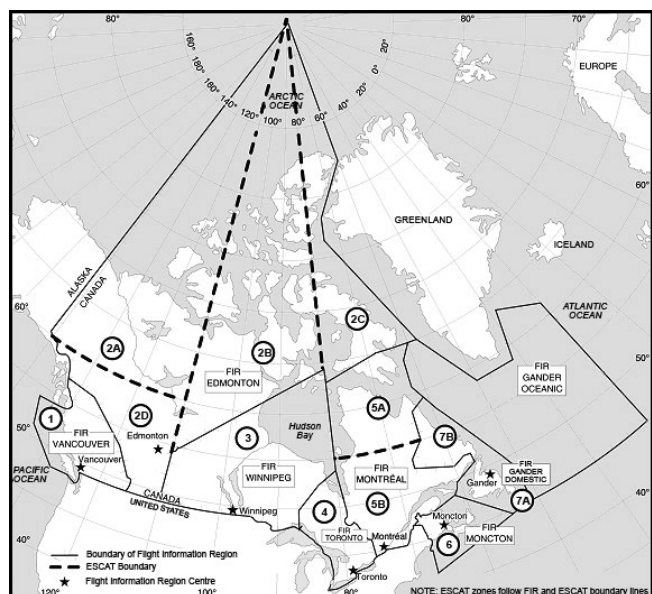 80°
80°
70°
160°
160°
160°
140°
120°
100°
80°
60°
40°
20°
0°
20°
ARCTIC
OCEAN
EUROPE
60°
GREENLAND
ICELAND
ALASKA
CANADA
ATLANTIC
OCEAN
50°
60°
2A
2B
2C
FIR
EDMONTON
FIR
GANDER
OCEANIC
1
2D
3
5A
7B
50°
Edmonton
Hudson
Bay
FIR
VANCOUVER
Vancouver
FIR
WINNIPEG
FIR
MONTRÉAL
FIR
GANDER
DOMESTIC
Gander
7A
PACIFIC
OCEAN
CANADA
UNITED STATES
Winnipeg
4
5B
FIR
TORONTO
Montréal
Moncton
6
FIR
MONCTON
40°
40°
Toronto
Boundary of Flight Information Region
ESCAT Boundary
Flight Information Region Centre
120°
100°
80°
60°
NOTE: ESCAT zones follow FIR and ESCAT boundary lines